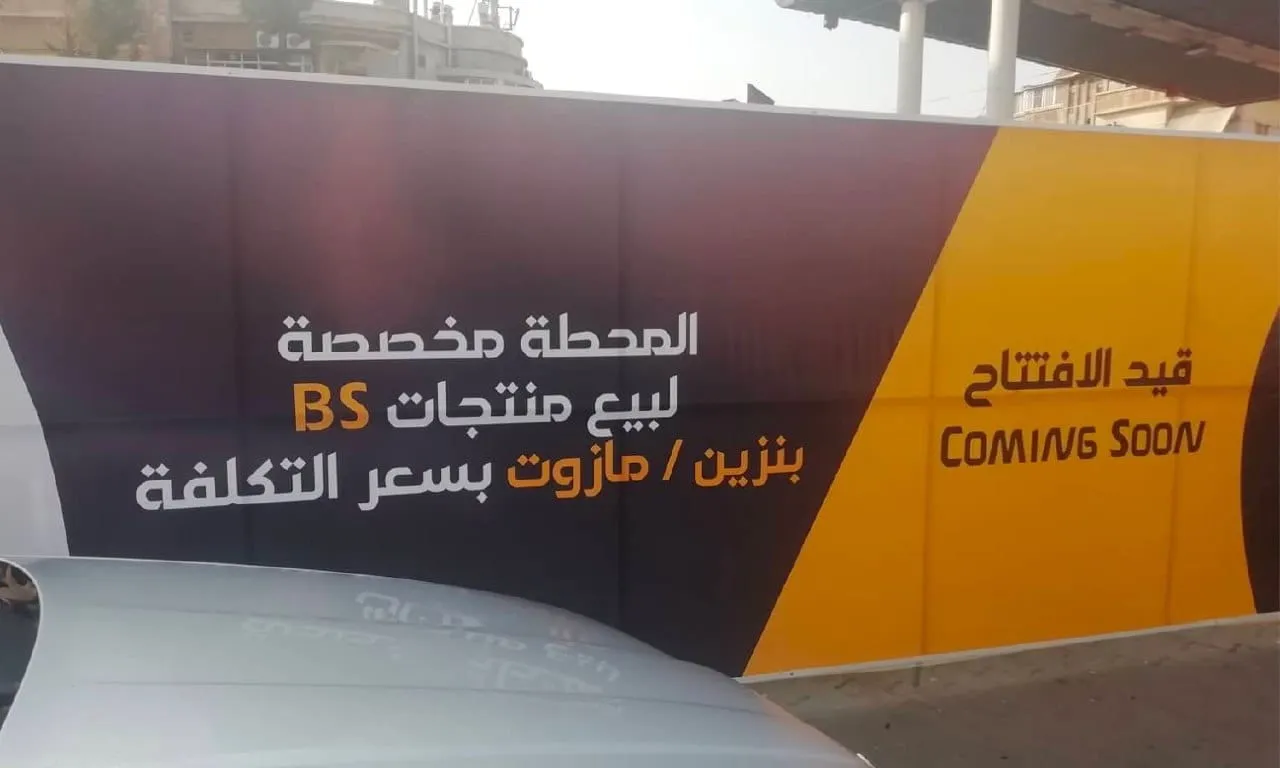 المحطة مخصصة
لبيع منتجات BS
بنزين / مازوت بسعر التكلفة
قيد الافتتاح
COMING SOON